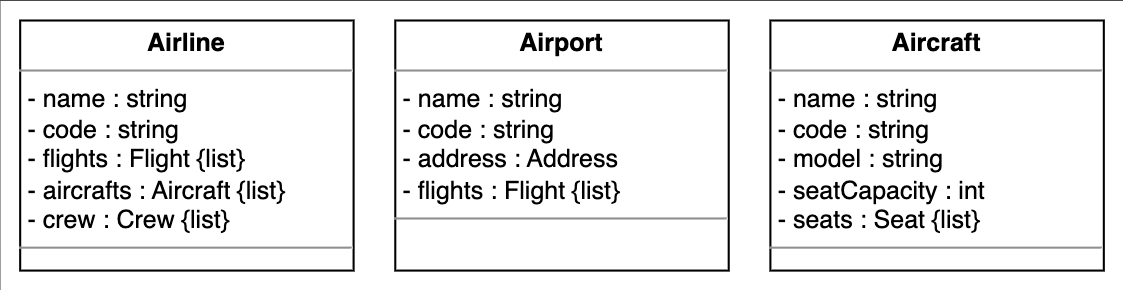 Airline
- name : string
- code : string
- flights : Flight {list}
- aircrafts : Aircraft {list}
- crew : Crew {list}
Airport
- name : string
- code : string
- address : Address
- flights : Flight {list}
Aircraft
- name : string
- code : string
- model : string
- seatCapacity : int
- seats : Seat {list}